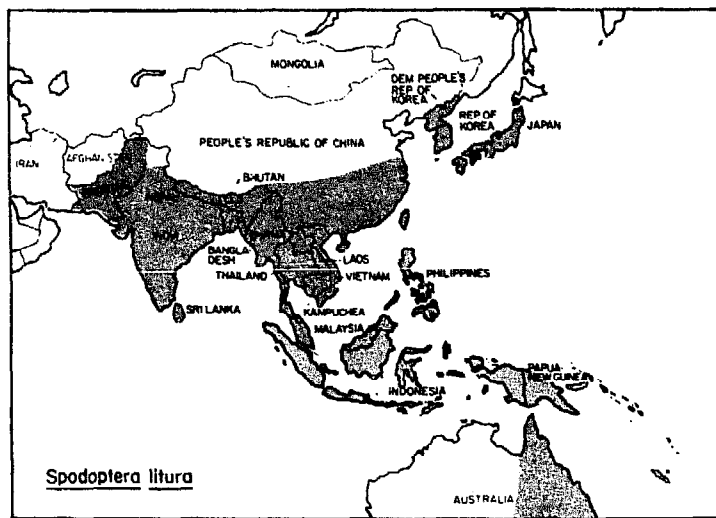 MONGOLIA
DEM PEOPLE'S
REP OF
KOREA
REP OF
KOREA
JAPAN
PEOPLE'S REPUBLIC OF CHINA
IRAN
BHUTAN
BANGLA-
DESH
LAOS
THAILAND
VIETNAM
PHILIPPINES
SRI LANKA
KAMPUCHEA
MALAYSIA
PAPUA
NEW GUINEA
INDONESIA
Spodoptera litura
AUSTRALIA